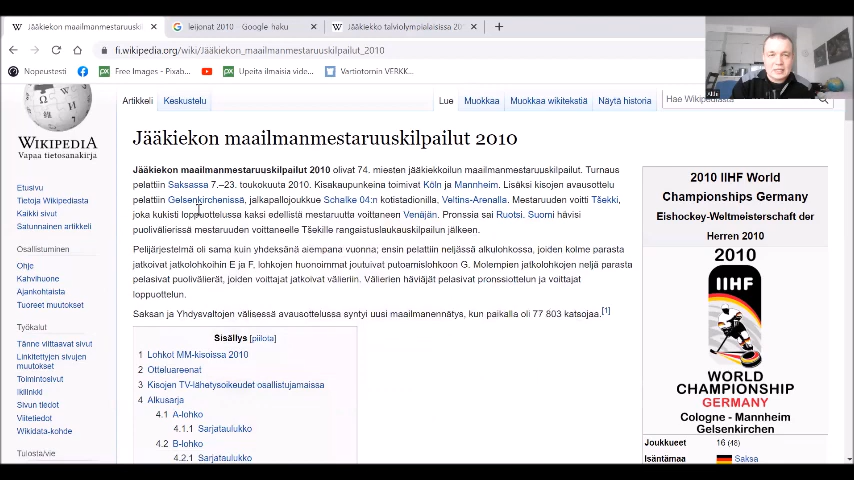 Jääkiekon maailmanmestaruuski
leijonat 2010 - Google-haku
Jääkiekko talviolympialaisissa 20
fi.wikipedia.org/wiki/Jääkiekon_maailmanmestaruuskilpailut_2010
Nopeustesti
Free Images - Pixab...
Upeita ilmaisia vide...
Vartiotornin VERKK...
Ahti
WIKIPEDIA
Vapaa tietosanakirja
Artikkeli
Keskustelu
Lue
Muokkaa
Muokkaa wikitekstiä
Näytä historia
Hae Wikipediasta
Etusivu
Tietoja Wikipediasta
Kaikki sivut
Satunnainen artikkeli
Osallistuminen
Ohje
Kahvihuone
Ajankohtaista
Tuoreet muutokset
Työkalut
Tänne viittaavat sivut
Linkitettyjen sivujen
muutokset
Toimintosivut
Ikilinkki
Sivun tiedot
Viitetiedot
Wikidata-kohde
Tulosta/vie
Jääkiekon maailmanmestaruuskilpailut 2010
Jääkiekon maailmanmestaruuskilpailut 2010 olivat 74. miesten jääkiekkoilun maailmanmestaruuskilpailut. Turnaus
pelattiin Saksassa 7.–23. toukokuuta 2010. Kisakaupunkeina toimivat Köln ja Mannheim. Lisäksi kisojen avausottelu
pelattiin Gelsenkirchenissä, jalkapallojoukkue Schalke 04:n kotistadionilla, Veltins-Arenalla. Mestaruuden voitti Tšekki,
joka kukisti loppuottelussa kaksi edellistä mestaruutta voittaneen Venäjän. Pronssia sai Ruotsi. Suomi hävisi
puolivälierissä mestaruuden voittaneelle Tšekille rangaistuslaukauskilpailun jälkeen.
Pelijärjestelmä oli sama kuin yhdeksänä aiempana vuonna; ensin pelattiin neljässä alkulohkossa, joiden kolme parasta
jatkoivat jatkolohkoihin E ja F, lohkojen huonoimmat joutuivat putoamislohkoon G. Molempien jatkolohkojen neljä parasta
pelasivat puolivälierät, joiden voittajat jatkoivat välieriin. Välierien häviäjät pelasivat pronssiottelun ja voittajat
loppuottelun.
Saksan ja Yhdysvaltojen välisessä avausottelussa syntyi uusi maailmanennätys, kun paikalla oli 77 803 katsojaa.[1]
Sisällys [piilota]
1 Lohkot MM-kisoissa 2010
2 Otteluareenat
3 Kisojen TV-lähetysoikeudet osallistujamaissa
4 Alkusarja
4.1 A-lohko
4.1.1 Sarjataulukko
4.2 B-lohko
4.2.1 Sarjataulukko
2010 IIHF World
Championships Germany
Eishockey-Weltmeisterschaft der
Herren 2010
2010
IIHF
WORLD
CHAMPIONSHIP
GERMANY
Cologne - Mannheim
Gelsenkirchen
Joukkueet 16 (48)
Isäntämaa Saksa